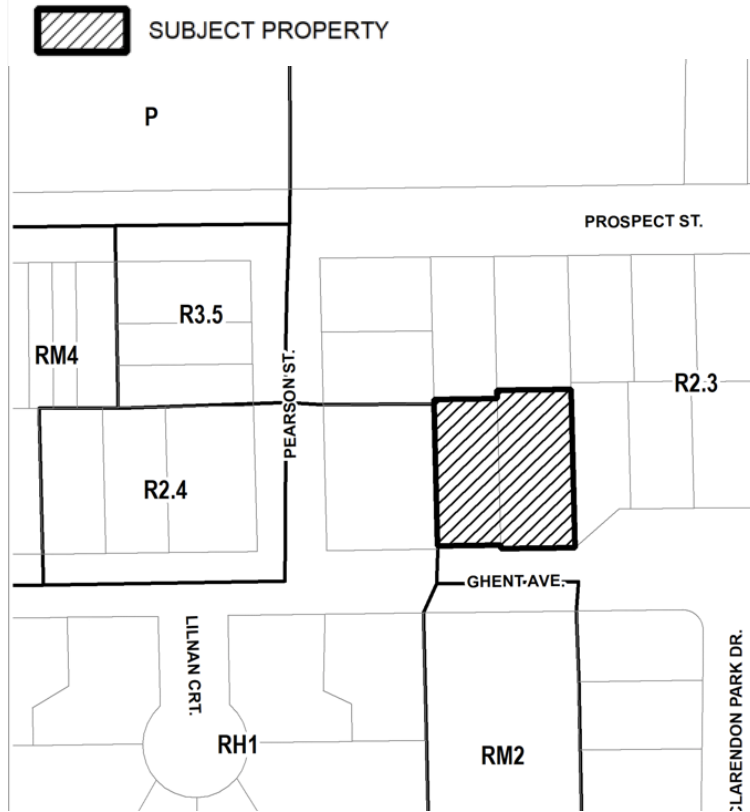 SUBJECT PROPERTY
P
PROSPECT ST.
R3.5
RM4
PEARSON ST.
R2.3
R2.4
GHENT AVE.
LILNAN CRT.
CLARENDON PARK DR.
RH1
RM2